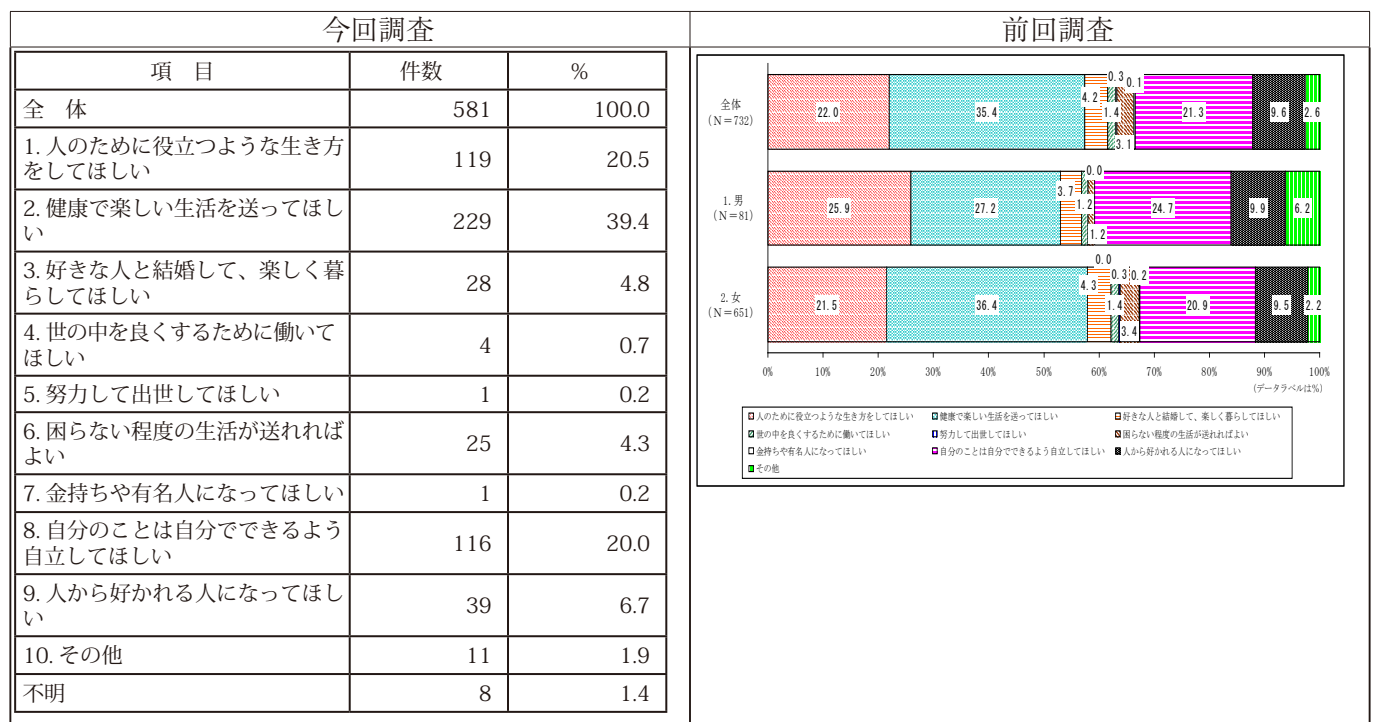 今回調査
項　目 件数 %
全　体 581 100.0
1. 人のために役立つような生き方
をしてほしい 119 20.5
2. 健康で楽しい生活を送ってほし
い 229 39.4
3. 好きな人と結婚して、楽しく暮
らしてほしい 28 4.8
4. 世の中を良くするために働いて
ほしい 4 0.7
5. 努力して出世してほしい 1 0.2
6. 困らない程度の生活が送れれば
よい 25 4.3
7. 金持ちや有名人になってほしい 1 0.2
8. 自分のことは自分でできるよう
自立してほしい 116 20.0
9. 人から好かれる人になってほし
い 39 6.7
10. その他 11 1.9
不明 8 1.4
前回調査
全体
（N＝732）
22.0 35.4 4.2 1.4 0.3 3.1 0.1 21.3 9.6 2.6
1. 男
（N＝81）
25.9 27.2 3.7 1.2 0.0 1.2 24.7 9.9 6.2
2. 女
（N＝651）
0.0
21.5 36.4 4.3 1.4 0.3 3.4 0.2 20.9 9.5 2.2
0% 10% 20% 30% 40% 50% 60% 70% 80% 90% 100%
(データラベルは%)
人のために役立つような生き方をしてほしい 健康で楽しい生活を送ってほしい 好きな人と結婚して、楽しく暮らしてほしい
世の中を良くするために働いてほしい 努力して出世してほしい 困らない程度の生活が送れればよい
金持ちや有名人になってほしい 自分のことは自分でできるよう自立してほしい 人から好かれる人になってほしい
その他